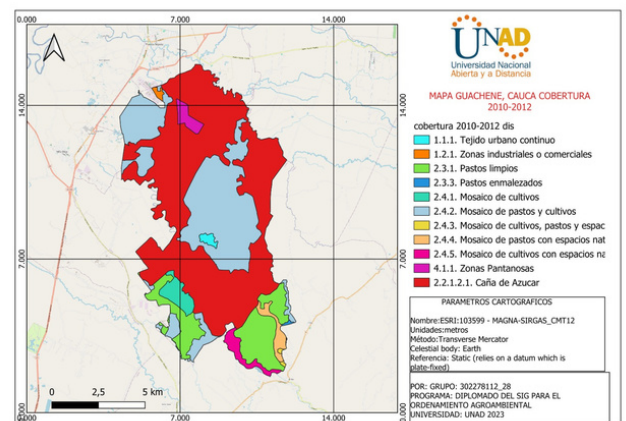 0.000
7.000
14.000
14.000
14.000
7.000
7.000
0.000
7.000
14.000
0
2,5
5 km
UNAD
Universidad Nacional
Abierta y a Distancia
MAPA GUACHENE, CAUCA COBERTURA
2010-2012
cobertura 2010-2012 dis
1.1.1. Tejido urbano continuo
1.2.1. Zonas industriales o comerciales
2.3.1. Pastos limpios
2.3.3. Pastos enmalezados
2.4.1. Mosaico de cultivos
2.4.2. Mosaico de pastos y cultivos
2.4.3. Mosaico de cultivos, pastos y espac
2.4.4. Mosaico de pastos con espacios nat
2.4.5. Mosaico de cultivos con espacios na
4.1.1. Zonas Pantanosas
2.2.1.2.1. Caña de Azucar
PARAMETROS CARTOGRAFICOS
Nombre:ESRI:103599 - MAGNA-SIRGAS_CMT12
Unidades:metros
Método:Transverse Mercator
Celestial body: Earth
Referencia: Static (relies on a datum which is
plate-fixed)
POR: GRUPO: 302278112_28
PROGRAMA: DIPLOMADO DEL SIG PARA EL
ORDENAMIENTO AGROAMBIENTAL
UNIVERSIDAD: UNAD 2023